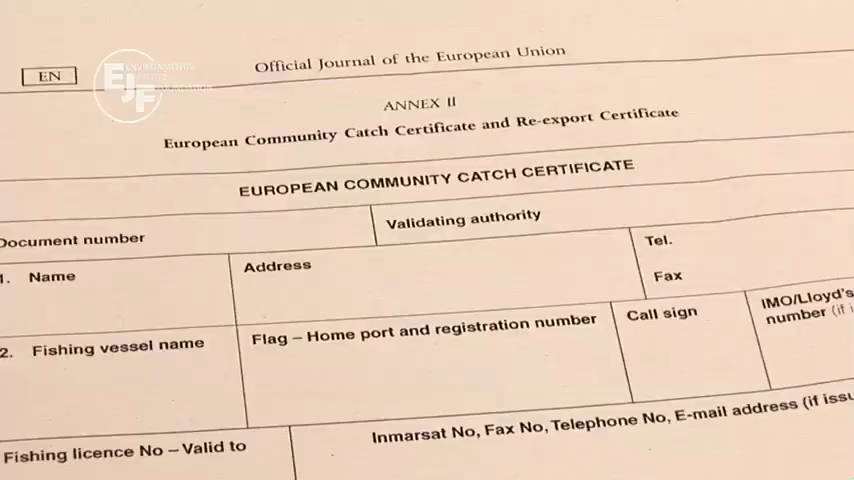 EN
Official Journal of the European Union
EJF
ANNEX II
European Community Catch Certificate and Re-export Certificate
EUROPEAN COMMUNITY CATCH CERTIFICATE
Document number
Validating authority
1. Name
Address
Tel.
Fax
2. Fishing vessel name
Flag – Home port and registration number
Call sign
IMO/Lloyd's
number (if
Fishing licence No – Valid to
Inmarsat No, Fax No, Telephone No, E-mail address (if